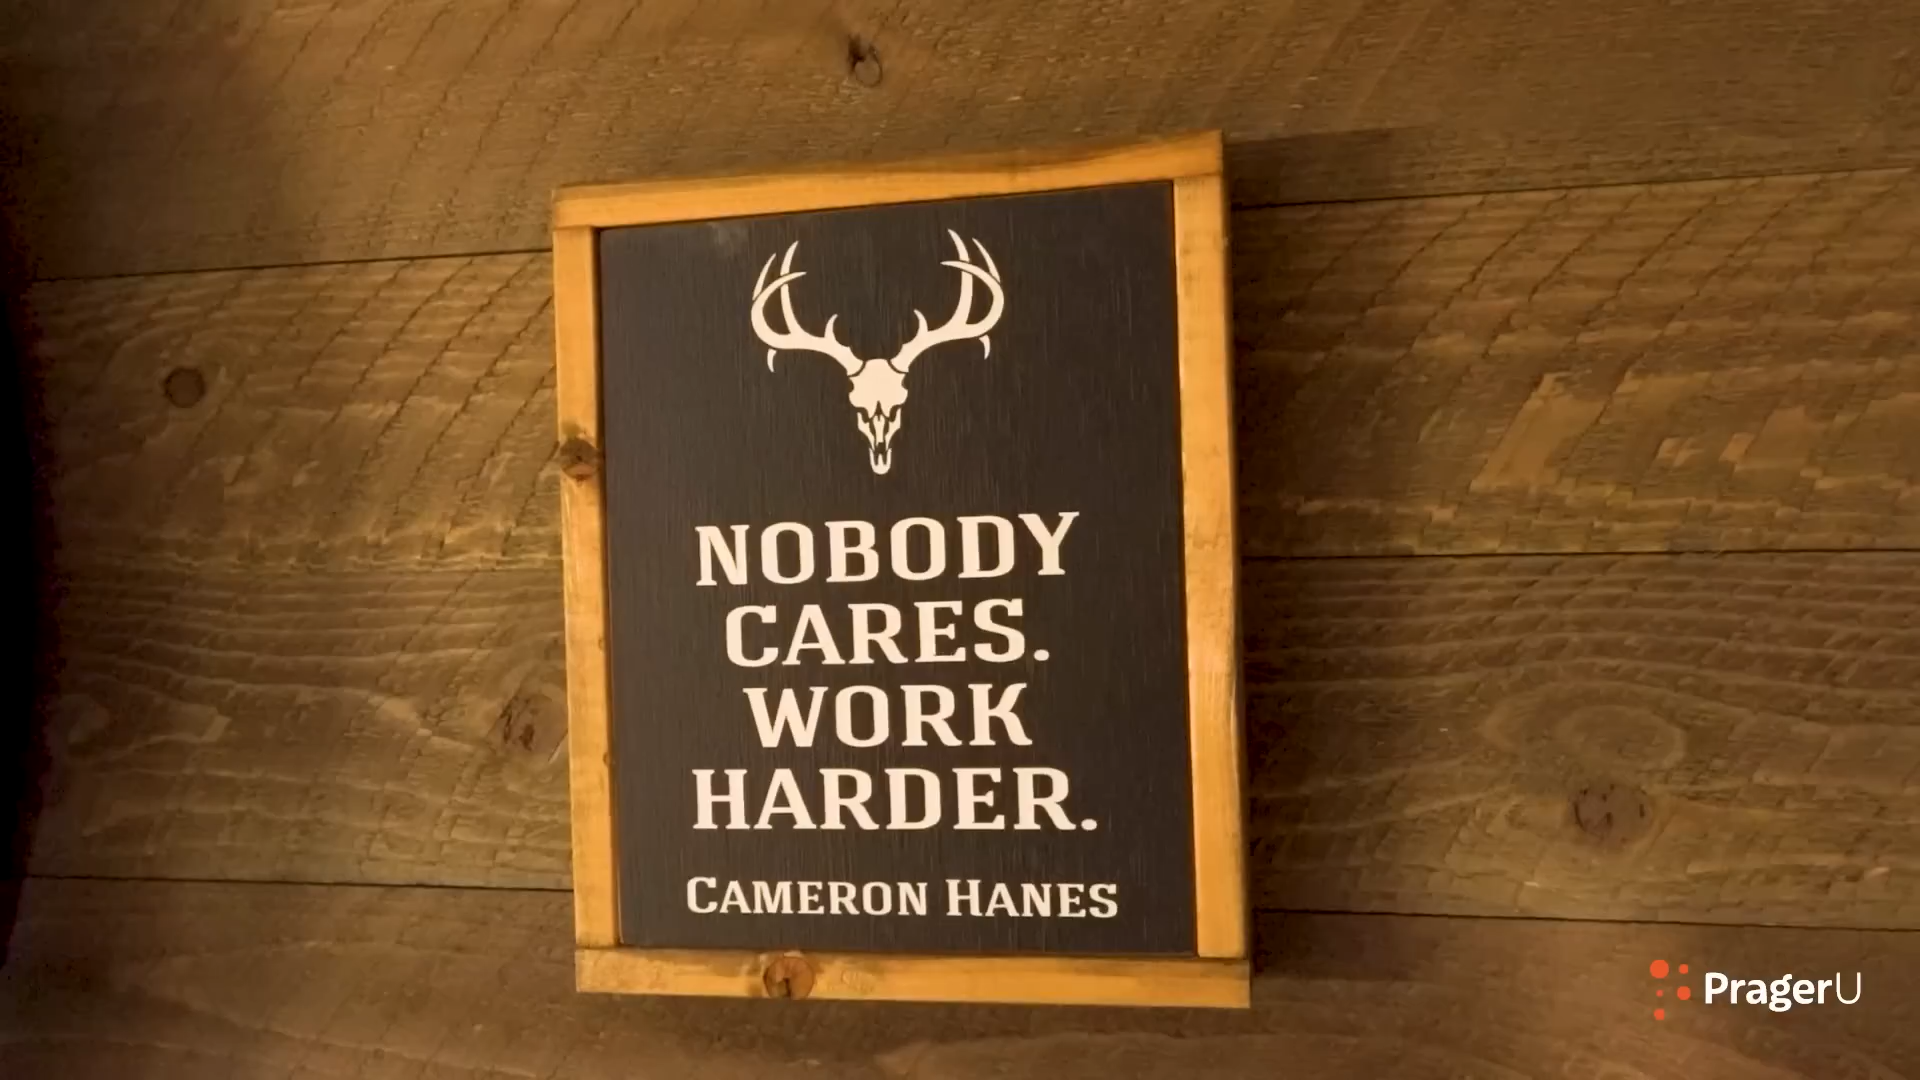 NOBODY
CARES.
WORK
HARDER.
CAMERON HANES
PragerU